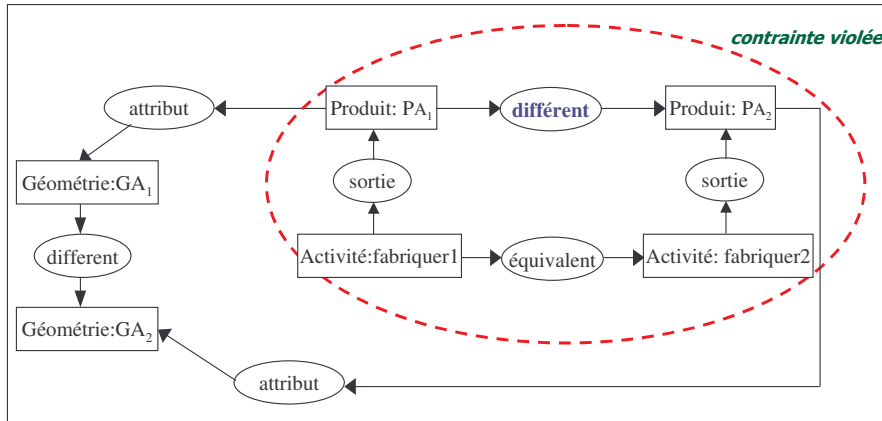 contrainte violée
attribut
Produit: PA₁
différent
Produit: PA₂
Géométrie:GA₁
sortie
sortie
different
Activité:fabriquer1
équivalent
Activité: fabriquer2
Géométrie:GA₂
attribut